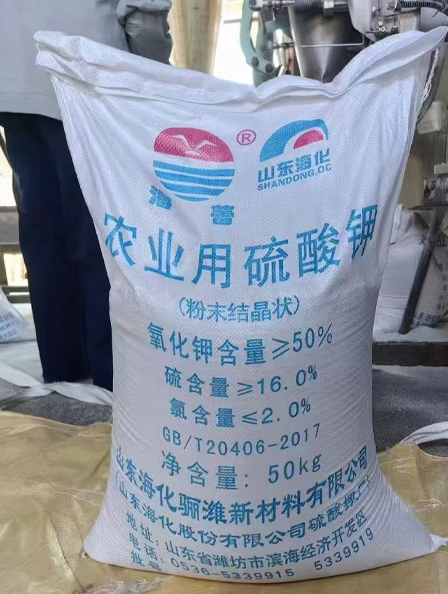 ®
山东海化
SHANDONG.OC
海蕾
农业用硫酸钾
(粉末结晶状)
氧化钾含量≥50%
硫含量≥16.0%
氯含量≤2.0%
GB/T20406-2017
净含量: 50kg
山东海化骊潍新材料有限公司
(山东海化股份有限公司硫酸钾厂)
地址: 山东省潍坊市滨海经济开发区
电话: 0536-5339915 5339919
批号: